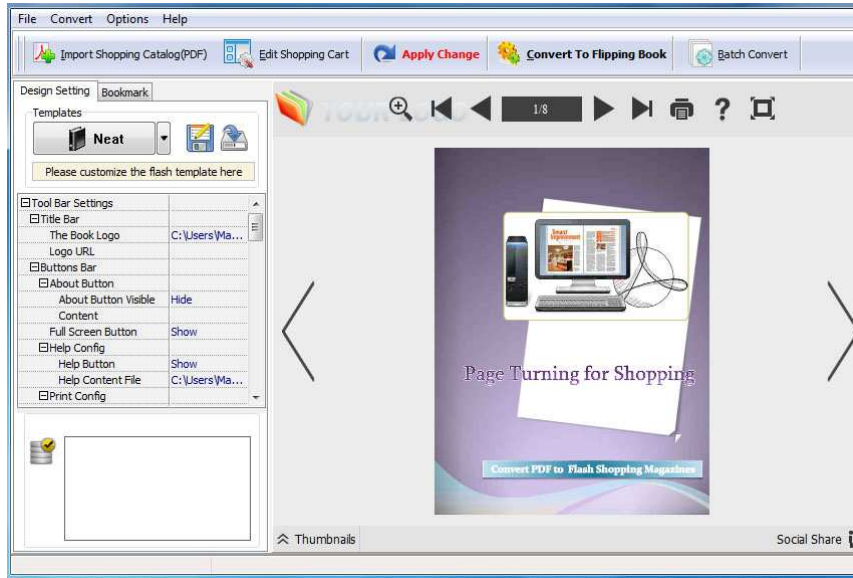 File Convert Options Help
Import Shopping Catalog(PDF) Edit Shopping Cart Apply Change Convert To Flipping Book Batch Convert
Design Setting Bookmark
Templates
Neat
Please customize the flash template here
Tool Bar Settings
Title Bar
The Book Logo C:\Users\Ma...
Logo URL
Buttons Bar
About Button
About Button Visible Hide
Content
Full Screen Button Show
Help Config
Help Button Show
Help Content File C:\Users\Ma...
Print Config
YOUR LOGO
1/8
?
Page Turning for Shopping
Convert PDF to Flash Shopping Magazines
Thumbnails
Social Share